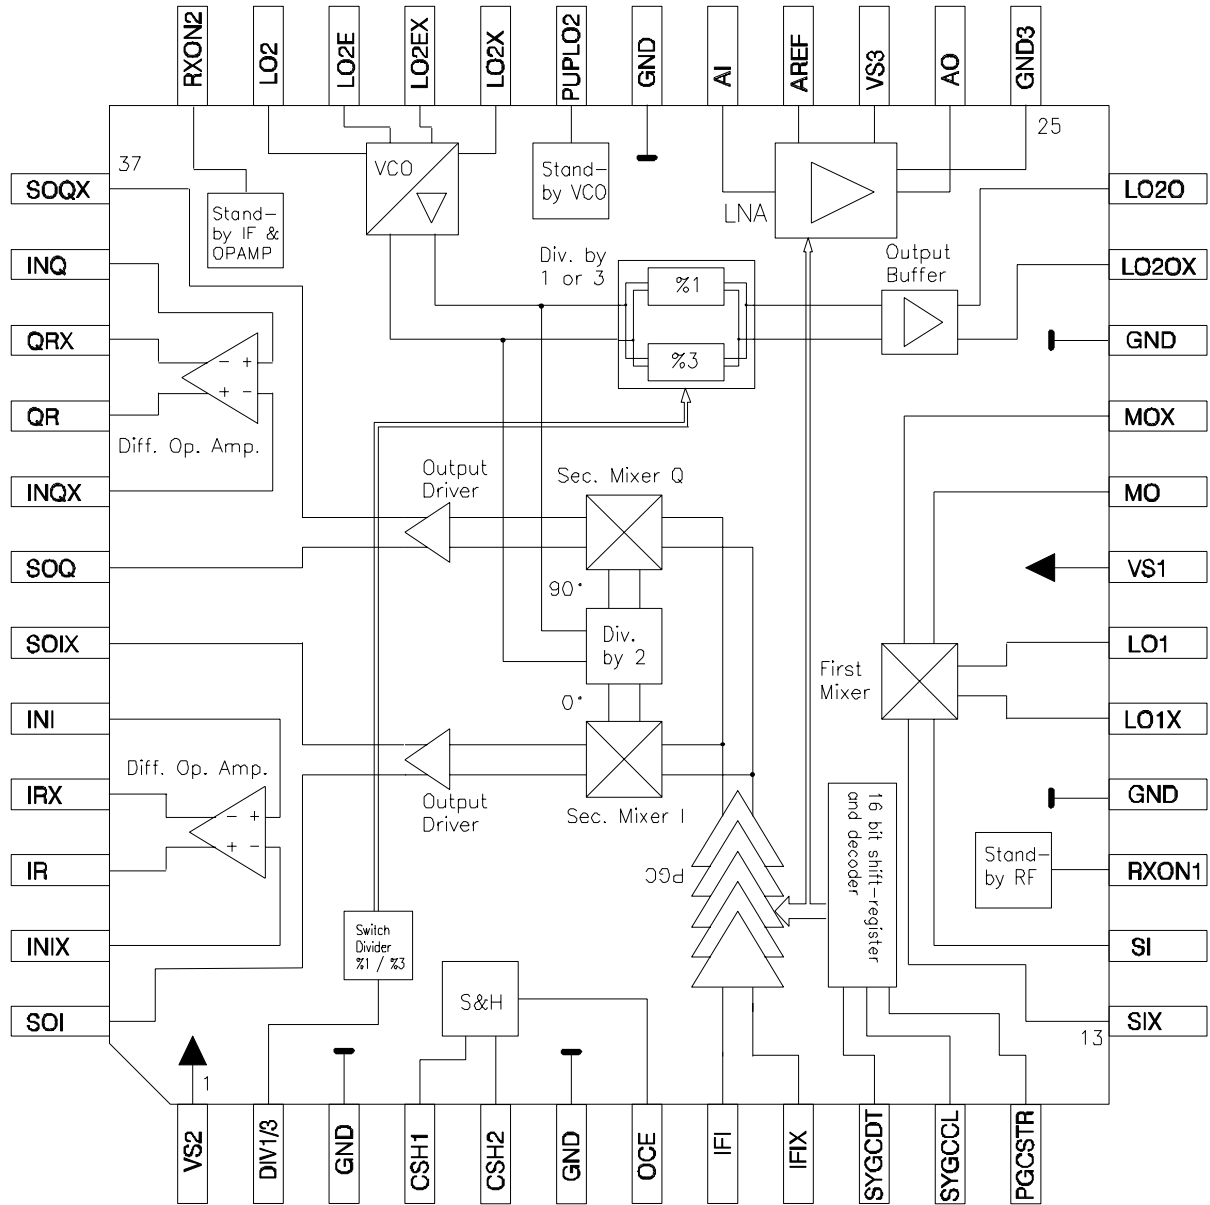 RXON2
LO2
LO2E
LO2EX
LO2X
PUPLO2
GND
AI
AREF
VS3
AO
GND3
37
25
SOQX
INQ
QRX
QR
INQX
SOQ
SOIX
INI
IRX
IR
INIX
SOI
LO2O
LO2OX
GND
MOX
MO
VS1
LO1
LO1X
GND
RXON1
SI
SIX
VCO
Stand-
by VCO
Stand-
by IF &
OPAMP
LNA
Div. by
1 or 3
%1
%3
Output
Buffer
- +
+ -
Diff. Op. Amp.
Output
Driver
Sec. Mixer Q
90°
Div.
by 2
0°
First
Mixer
Diff. Op. Amp.
- +
+ -
Output
Driver
Sec. Mixer I
PGC
16 bit shift-register
and decoder
Stand-
by RF
Switch
Divider
%1 / %3
S&H
13
1
VS2
DIV1/3
GND
CSH1
CSH2
GND
OCE
IFI
IFIX
SYGCDT
SYGCCL
PGCSTR